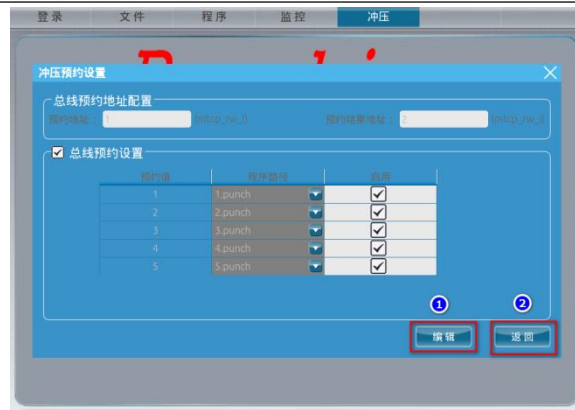 登录 文件 程序 监控 冲压
冲压预约设置
总线预约地址配置
预约地址： 1 预约结果地址： 2
总线预约设置
预约值 程序路径 启用
1 1.punch
2 2.punch
3 3.punch
4 4.punch
5 5.punch
1 2
编辑 返回